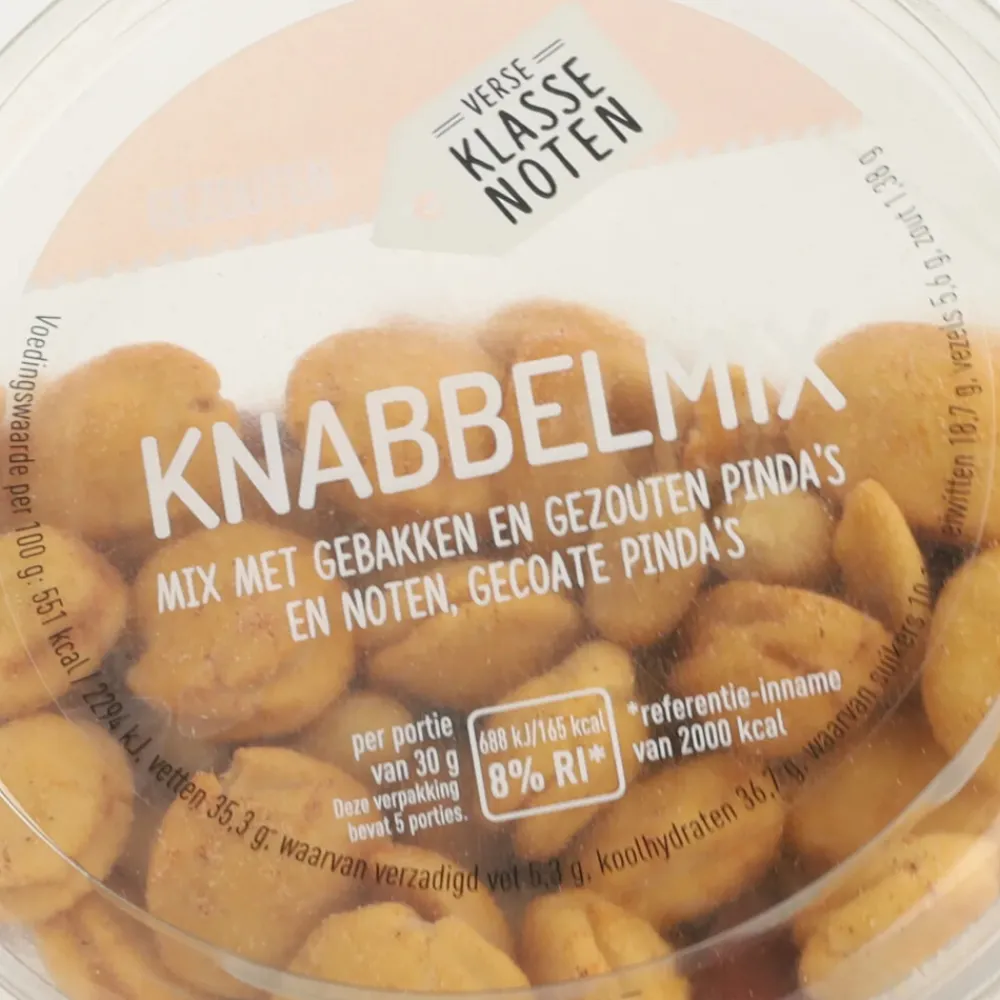 VERSE
KLASSE
NOTEN
KNABBELMIX
MIX MET GEBAKKEN EN GEZOUTEN PINDA'S
EN NOTEN, GECOATE PINDA'S
per portie
van 30 g
Deze verpakking
bevat 5 porties.
688 kJ/165 kcal
8% RI*
*referentie-inname
van 2000 kcal
Voedingswaarde per 100 g: 551 kcal / 2294 kJ, vetten 35,3 g. waarvan verzadigd vet g, koolhydraten 36,7 g. waarvan suikers eiwitten 18,7 g, vezels 5,6 g, zout 1,38 g